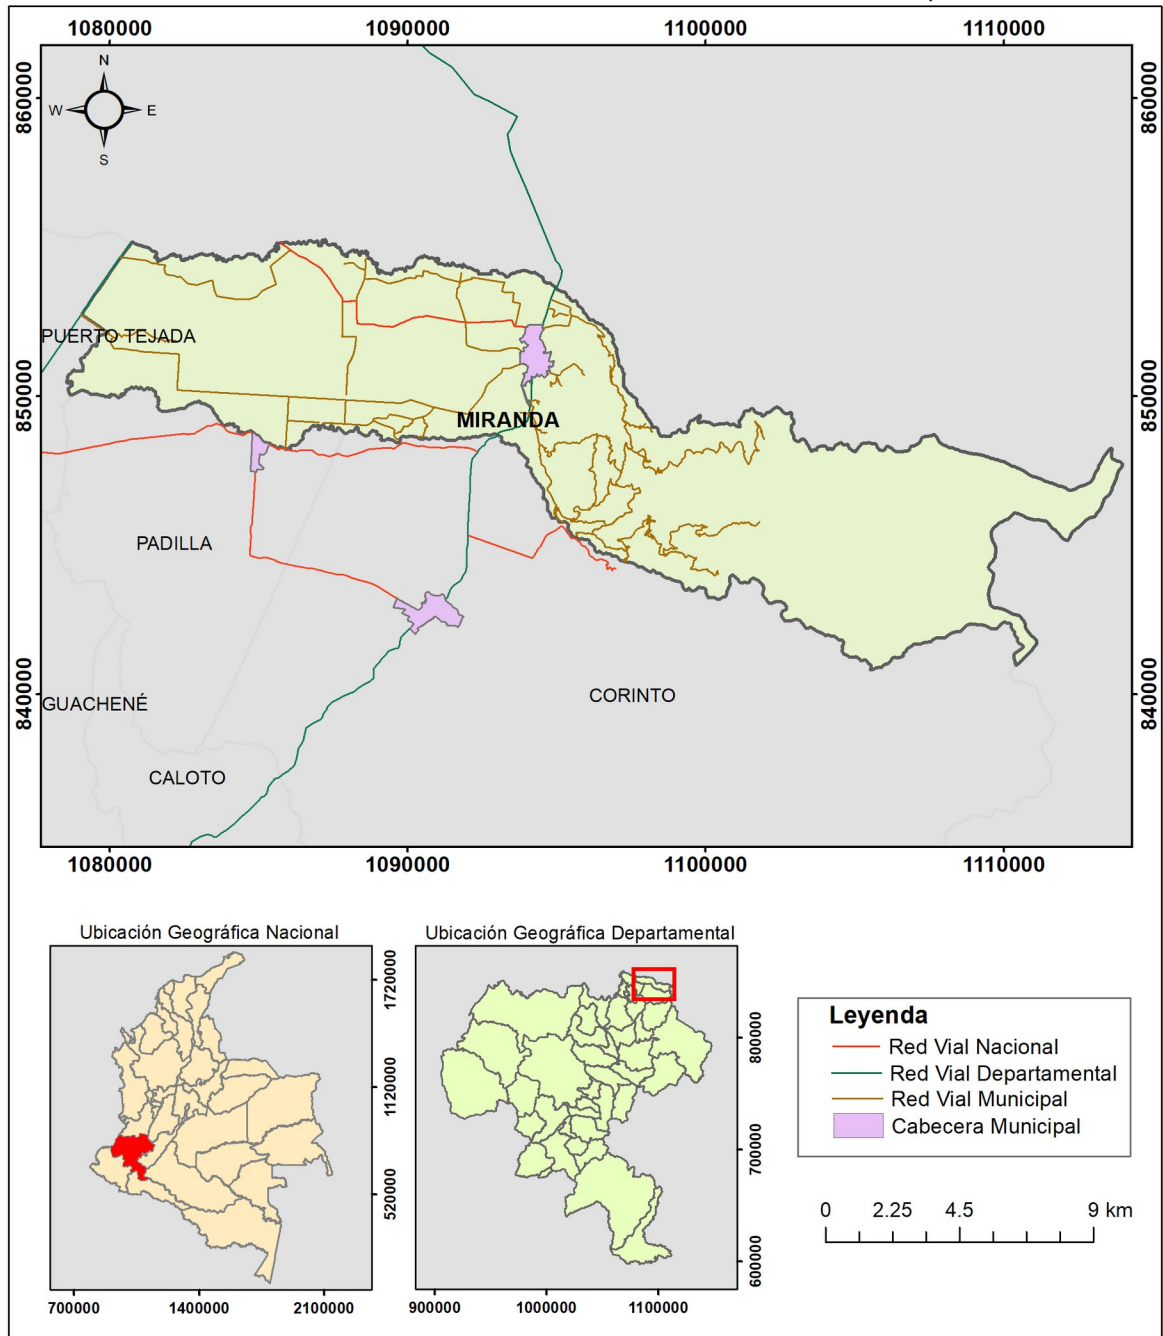 1080000 1090000 1100000 1110000
860000 860000
N
W E
S
PUERTO TEJADA
850000 850000
MIRANDA
PADILLA
CORINTO
840000 840000
GUACHENÉ
CALOTO
1080000 1090000 1100000 1110000
Ubicación Geográfica Nacional
1720000
1120000
520000
700000 1400000 2100000
Ubicación Geográfica Departamental
800000
700000
600000
900000 1000000 1100000
Leyenda
Red Vial Nacional
Red Vial Departamental
Red Vial Municipal
Cabecera Municipal
0 2.25 4.5 9 km